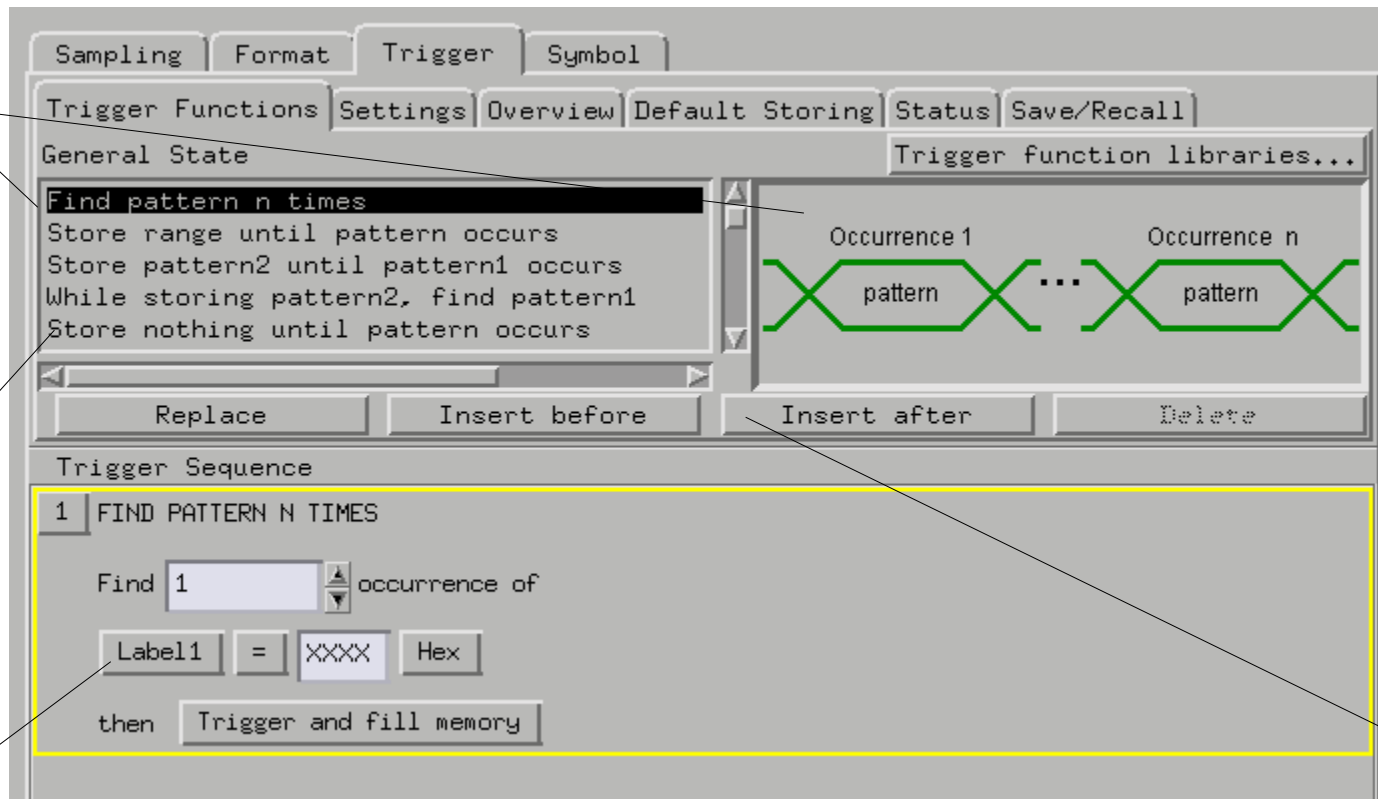 Sampling Format Trigger Symbol
Trigger Functions Settings Overview Default Storing Status Save/Recall
General State Trigger function libraries...
Find pattern n times
Store range until pattern occurs
Store pattern2 until pattern1 occurs
While storing pattern2, find pattern1
Store nothing until pattern occurs
Occurrence 1 Occurrence n
pattern ... pattern
Replace Insert before Insert after Delete
Trigger Sequence
1 FIND PATTERN N TIMES
Find 1 occurrence of
Label1 = XXXX Hex
then Trigger and fill memory